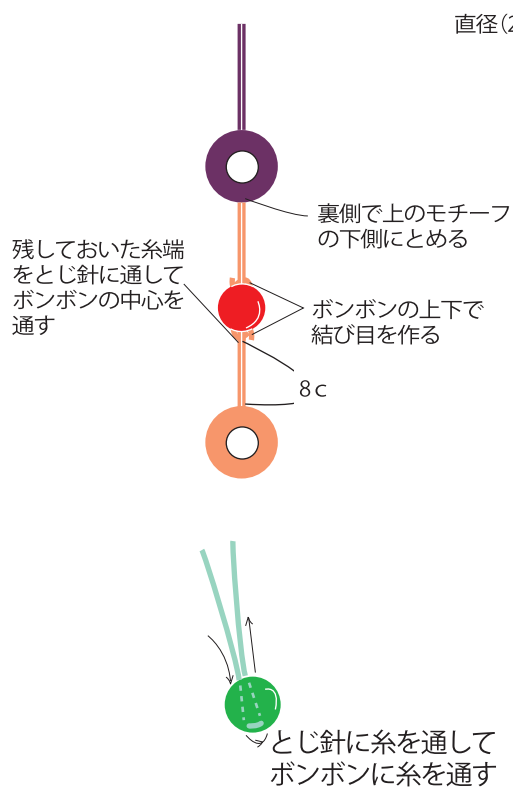 直径(2
裏側で上のモチーフ
の下側にとめる
残しておいた糸端
をとじ針に通して
ボンボンの中心を
通す
ボンボンの上下で
結び目を作る
8c
とじ針に糸を通して
ボンボンに糸を通す